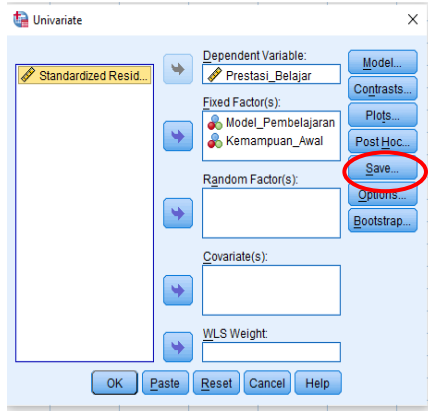 Univariate
Standardized Resid...
Dependent Variable:
Prestasi_Belajar
Fixed Factor(s):
Model_Pembelajaran
Kemampuan_Awal
Random Factor(s):
Covariate(s):
WLS Weight:
Model...
Contrasts...
Plots...
Post Hoc...
Save...
Options...
Bootstrap...
OK
Paste
Reset
Cancel
Help